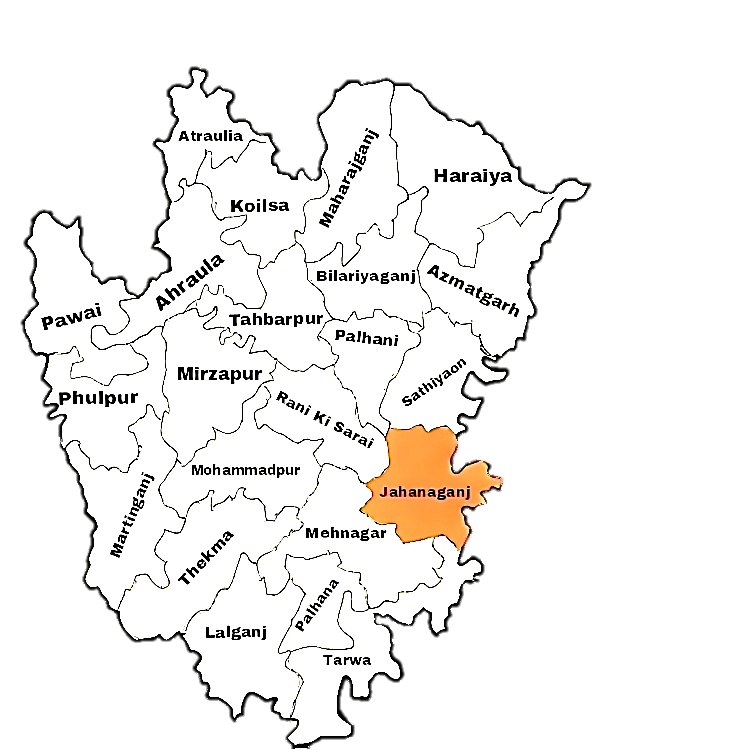 Atraulia
Maharajganj
Haraiya
Koilsa
Ahraula
Bilariyaganj
Azmatgarh
Pawai
Tahbarpur
Palhani
Mirzapur
Sathiyaon
Phulpur
Rani Ki Sarai
Mohammadpur
Jahanaganj
Martinganj
Mehnagar
Thekma
Palhana
Lalganj
Tarwa